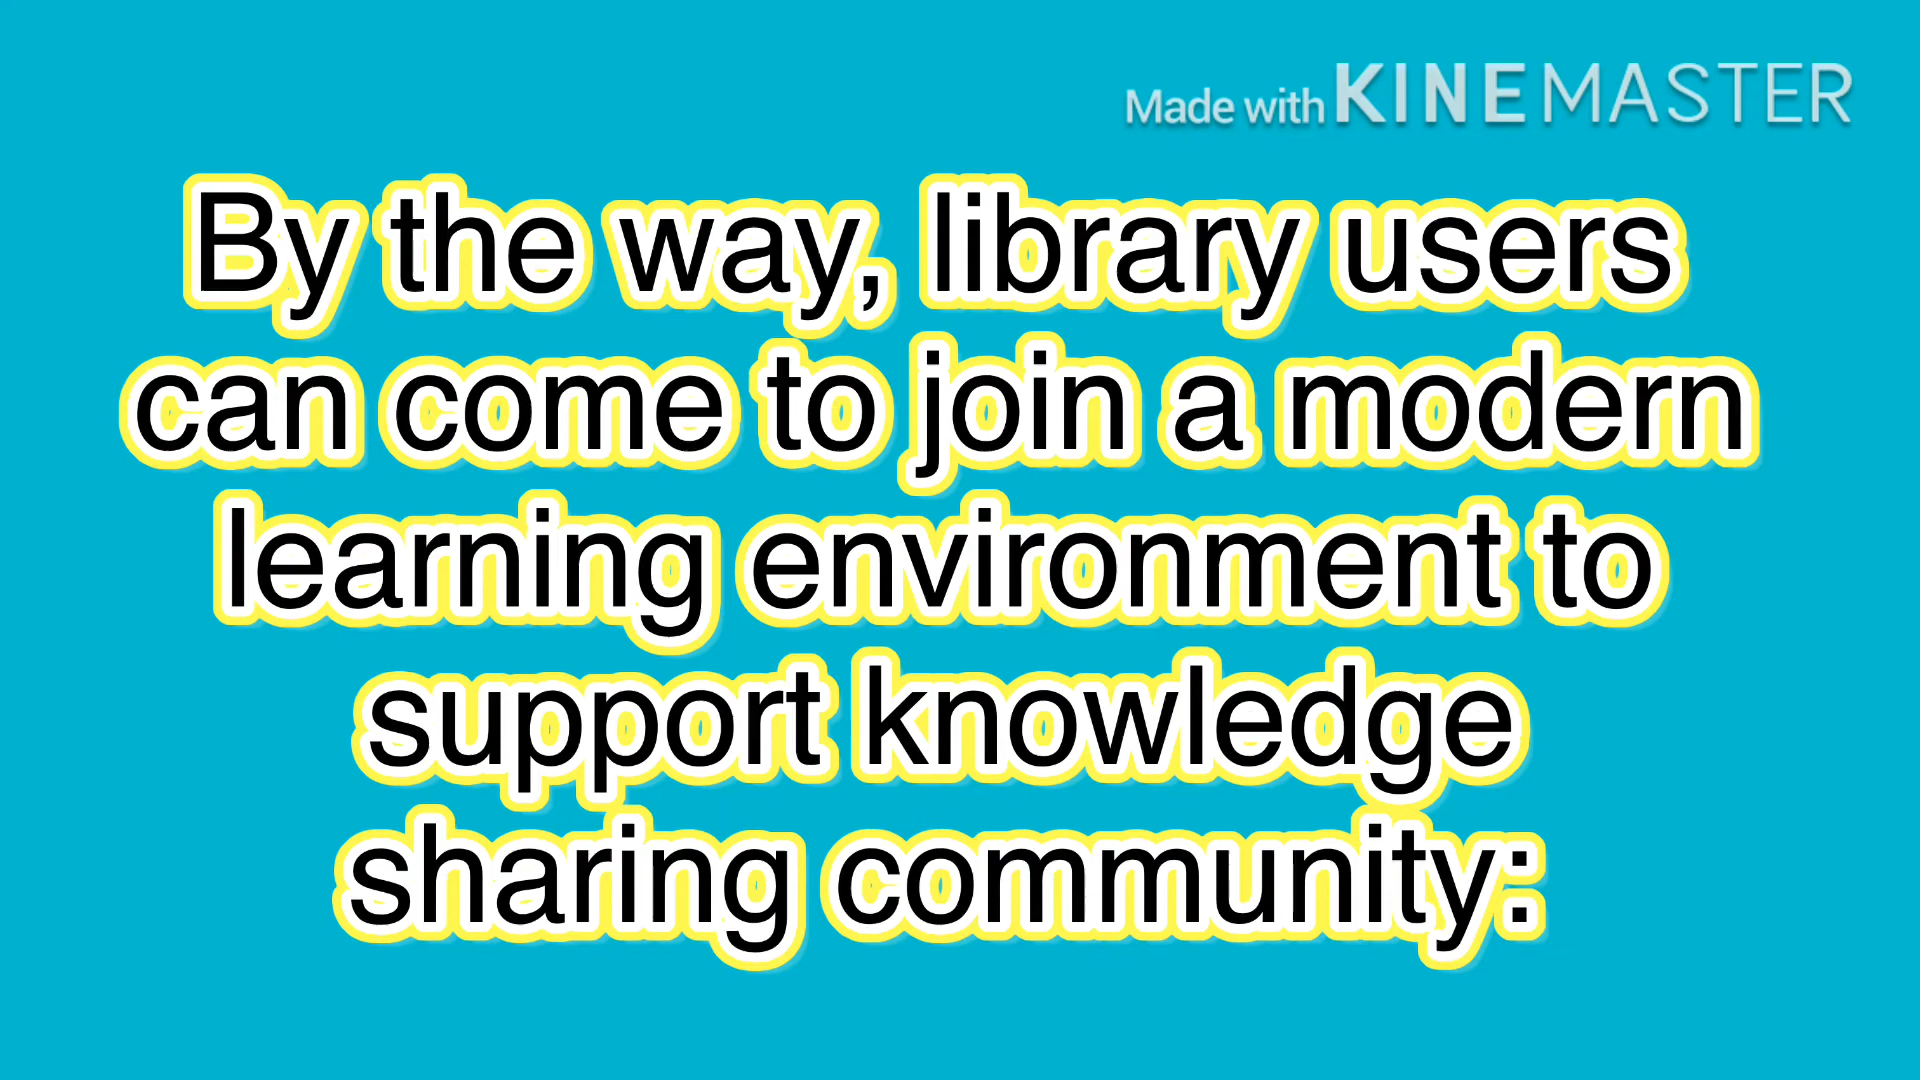 Made with KINEMASTER
By the way, library users
can come to join a modern
learning environment to
support knowledge
sharing community: